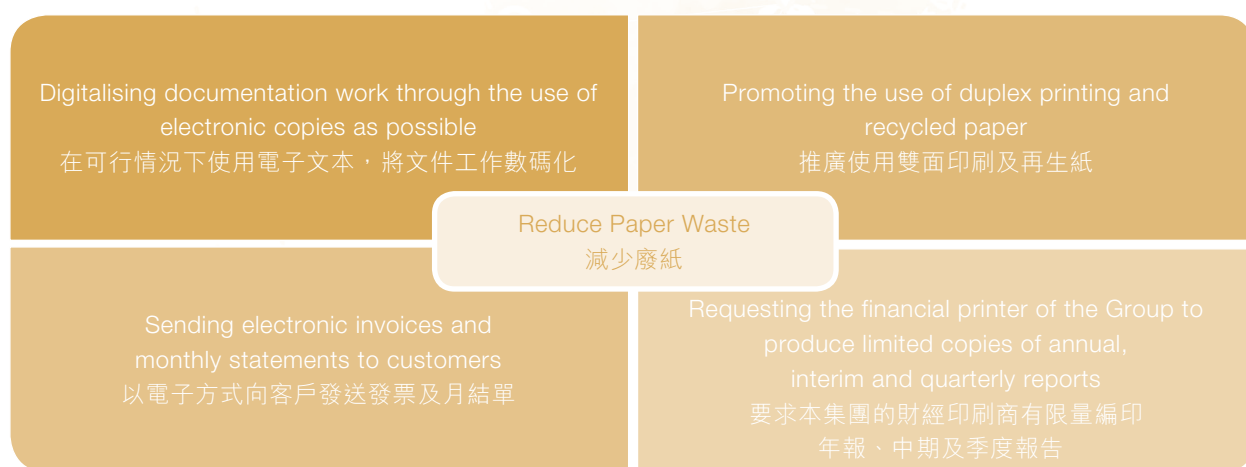 Digitalising documentation work through the use of
electronic copies as possible
在可行情況下使用電子文本，將文件工作數碼化
Promoting the use of duplex printing and
recycled paper
推廣使用雙面印刷及再生紙
Reduce Paper Waste
減少廢紙
Sending electronic invoices and
monthly statements to customers
以電子方式向客戶發送發票及月結單
Requesting the financial printer of the Group to
produce limited copies of annual,
interim and quarterly reports
要求本集團的財經印刷商有限量編印
年報、中期及季度報告